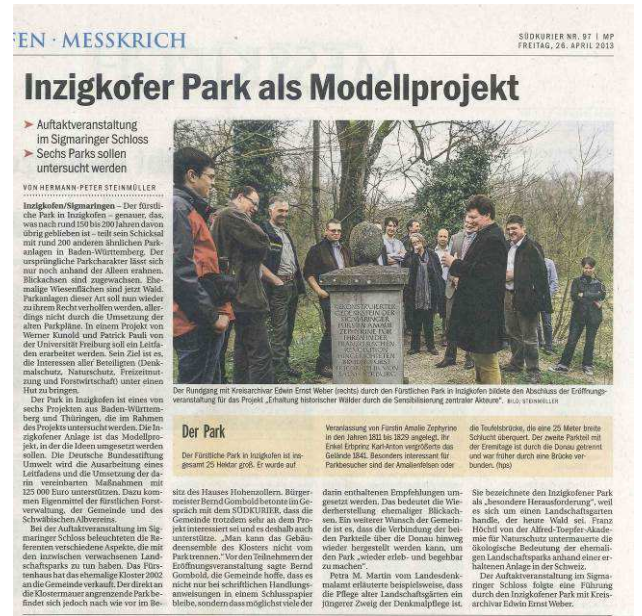 EN · MESSKIRCH
SÜDKURIER NR. 97 | MP
FREITAG, 26. APRIL 2013
Inzigkofer Park als Modellprojekt
➤ Auftaktveranstaltung
im Sigmaringer Schloss
➤ Sechs Parks sollen
untersucht werden
VON HERMANN-PETER STEINMÜLLER
Inzigkofen/Sigmaringen – Der fürstli-
che Park in Inzigkofen – genauer, das,
was nach rund 150 bis 200 Jahren davon
übrig geblieben ist – teilt sein Schicksal
mit rund 200 anderen ähnlichen Park-
anlagen in Baden-Württemberg. Der
ursprüngliche Parkcharakter lässt sich
nur noch anhand der Alleen erahnen.
Blickachsen sind zugewachsen. Ehe-
malige Wiesenflächen sind jetzt Wald.
Parkanlagen dieser Art soll nun wieder
zu ihrem Recht verholfen werden, aller-
dings nicht durch die Umsetzung der
alten Parkpläne. In einem Projekt von
Werner Kunold und Patrick Pauli von
der Universität Freiburg soll ein Leitfa-
den erarbeitet werden. Sein Ziel ist es,
die Interessen aller Beteiligten (Denk-
malschutz, Naturschutz, Freizeitnut-
zung und Forstwirtschaft) unter einen
Hut zu bringen.
Der Park in Inzigkofen ist eines von
sechs Projekten aus Baden-Württem-
berg und Thüringen, die im Rahmen
des Projekts untersucht werden. Die In-
zigkofener Anlage ist das Modellpro-
jekt, in der die Ideen umgesetzt werden
sollen. Die Deutsche Bundesstiftung
Umwelt wird die Ausarbeitung eines
Leitfadens und die Umsetzung der da-
rin vereinbarten Maßnahmen mit
125 000 Euro unterstützen. Dazu kom-
men Eigenmittel der fürstlichen Forst-
verwaltung, der Gemeinde und des
Schwäbischen Albvereins.
Bei der Auftaktveranstaltung im Sig-
maringer Schloss beleuchteten die Re-
ferenten verschiedene Aspekte, die mit
den inzwischen verwachsenen Land-
schaftsparks zu tun haben. Das Fürs-
tenhaus hat das ehemalige Kloster 2002
an die Gemeinde verkauft. Der direkt an
die Klostermauer angrenzende Park be-
findet sich jedoch nach wie vor im Be-
REKONSTRUIERTER
GEDENKSTEIN DER
SIGMARINGER
FÜRSTIN AMALIE
ZEPHYRINE
FÜR
IHREN IN DER
FRANZÖSISCHEN
Der Rundgang mit Kreisarchivar Edwin Ernst Weber (rechts) durch den Fürstlichen Park in Inzigkofen bildete den Abschluss der Eröffnungs-
veranstaltung für das Projekt „Erhaltung historischer Wälder durch die Sensibilisierung zentraler Akteure“. BILD: STEINMÜLLER
Der Park
Der Fürstliche Park in Inzigkofen ist ins-
gesamt 25 Hektar groß. Er wurde auf
Veranlassung von Fürstin Amalie Zephyrine
in den Jahren 1811 bis 1829 angelegt. Ihr
Enkel Erbprinz Karl-Anton vergrößerte das
Gelände 1841. Besonders interessant für
Parkbesucher sind der Amalienfelsen oder
die Teufelsbrücke, die eine 25 Meter breite
Schlucht überquert. Der zweite Parkteil mit
der Eremitage ist durch die Donau getrennt
und war früher durch eine Brücke ver-
bunden. (hps)
sitz des Hauses Hohenzollern. Bürger-
meister Bernd Gombold betonte im Ge-
spräch mit dem SÜDKURIER, dass die
Gemeinde trotzdem sehr an dem Pro-
jekt interessiert sei und es deshalb auch
unterstütze. „Man kann das Gebäu-
densemble des Klosters nicht vom
Park trennen.“ Vor den Teilnehmern der
Eröffnungsveranstaltung sagte Bernd
Gombold, die Gemeinde hoffe, dass es
nicht nur bei schriftlichen Handlungs-
anweisungen in einem Schlusspapier
bleibe, sondern dass möglichst viele der
darin enthaltenen Empfehlungen um-
gesetzt werden. Das bedeutet die Wie-
derherstellung ehemaliger Blickach-
sen. Ein weiterer Wunsch der Gemein-
de ist es, dass die Verbindung der bei-
den Parkteile über die Donau hinweg
wieder hergestellt werden kann, um
den Park „wieder erleb- und begehbar
zu machen“.
Petra M. Martin vom Landesdenk-
malamt erläuterte beispielsweise, dass
die Pflege alter Landschaftsgärten ein
jüngerer Zweig der Denkmalpflege ist.
Sie bezeichnete den Inzigkofener Park
als „besondere Herausforderung“, weil
es sich um einen Landschaftsgarten
handle, der heute Wald sei. Franz
Höchtl von der Alfred-Toepfer-Akade-
mie für Naturschutz untermauerte die
ökologische Bedeutung der ehemali-
gen Landschaftsparks anhand einer er-
haltenen Anlage in der Schweiz.
Der Auftaktveranstaltung im Sigma-
ringer Schloss folgte eine Führung
durch den Inzigkofener Park mit Kreis-
archivar Edwin Ernst Weber.